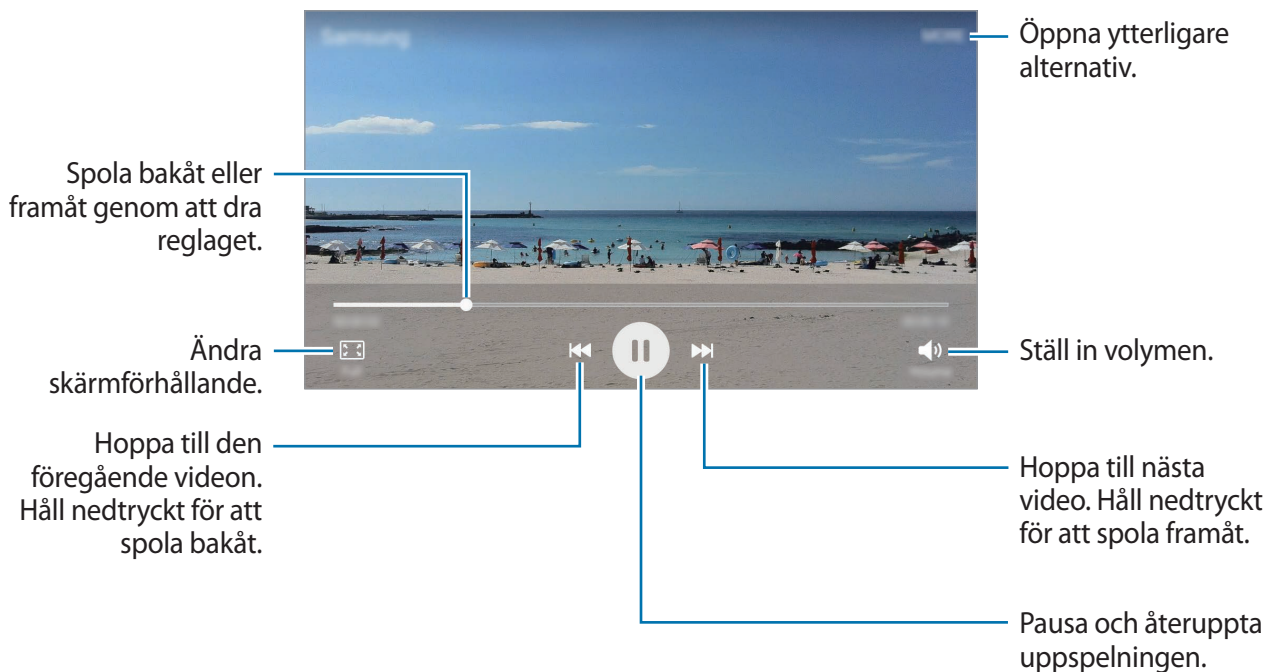 Samsung
MORE
Öppna ytterligare
alternativ.
Spola bakåt eller
framåt genom att dra
reglaget.
Ändra
skärmförhållande.
Ställ in volymen.
Hoppa till den
föregående videon.
Håll nedtryckt för att
spola bakåt.
Hoppa till nästa
video. Håll nedtryckt
för att spola framåt.
Pausa och återuppta
uppspelningen.